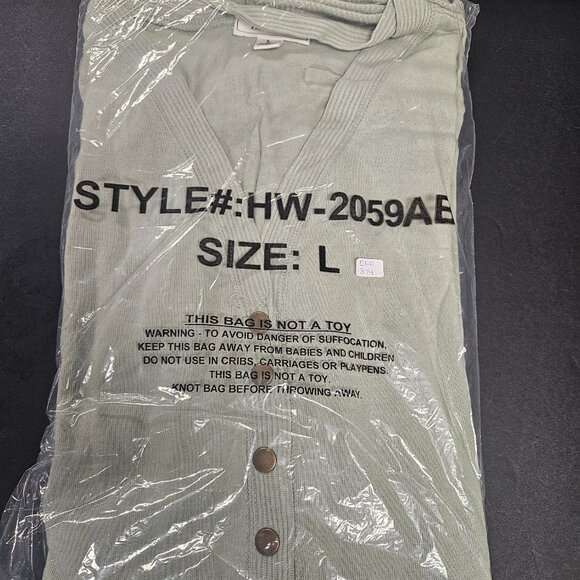 L
STYLE#:HW-2059AB
SIZE: L
C60
374
THIS BAG IS NOT A TOY
WARNING - TO AVOID DANGER OF SUFFOCATION,
KEEP THIS BAG AWAY FROM BABIES AND CHILDREN
DO NOT USE IN CRIBS, CARRIAGES OR PLAYPENS.
THIS BAG IS NOT A TOY.
KNOT BAG BEFORE THROWING AWAY.